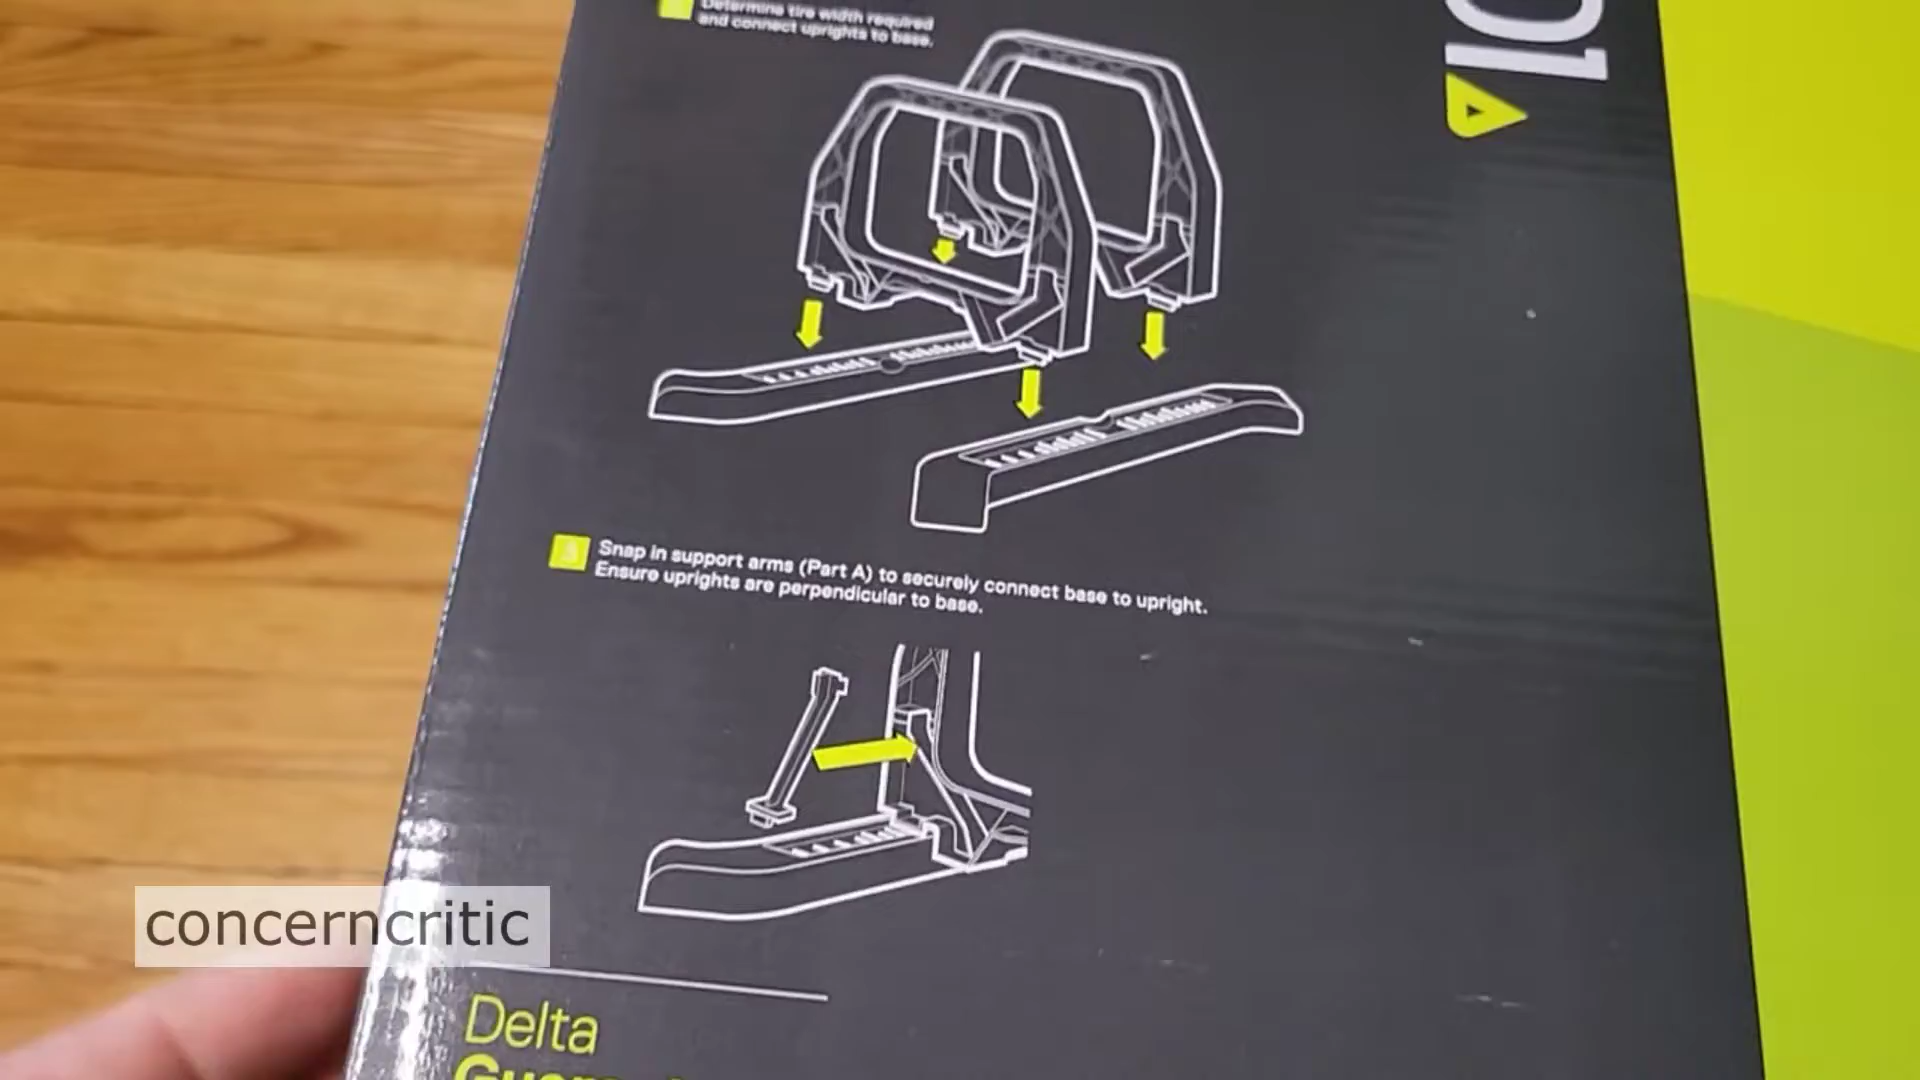 Determine tire width required
and connect uprights to base.
3 Snap in support arms (Part A) to securely connect base to upright.
Ensure uprights are perpendicular to base.
concerncritic
Delta